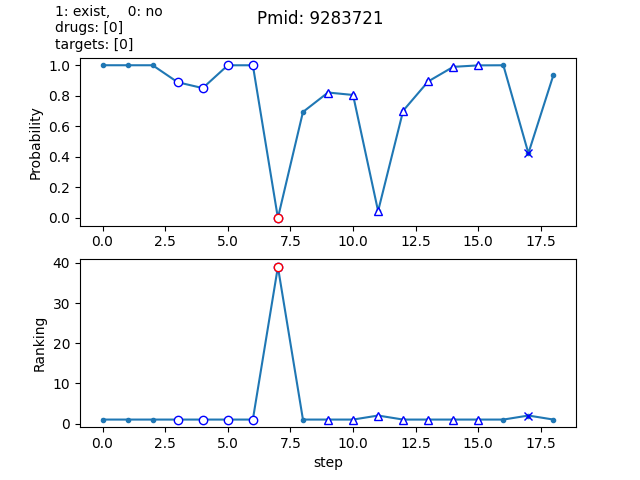 1: exist,    0: no
Pmid: 9283721
drugs: [0]
targets: [0]
1.0
0.8
0.6
0.4
0.2
0.0
Probability
0.0 2.5 5.0 7.5 10.0 12.5 15.0 17.5
40
30
20
10
0
Ranking
0.0 2.5 5.0 7.5 10.0 12.5 15.0 17.5
step